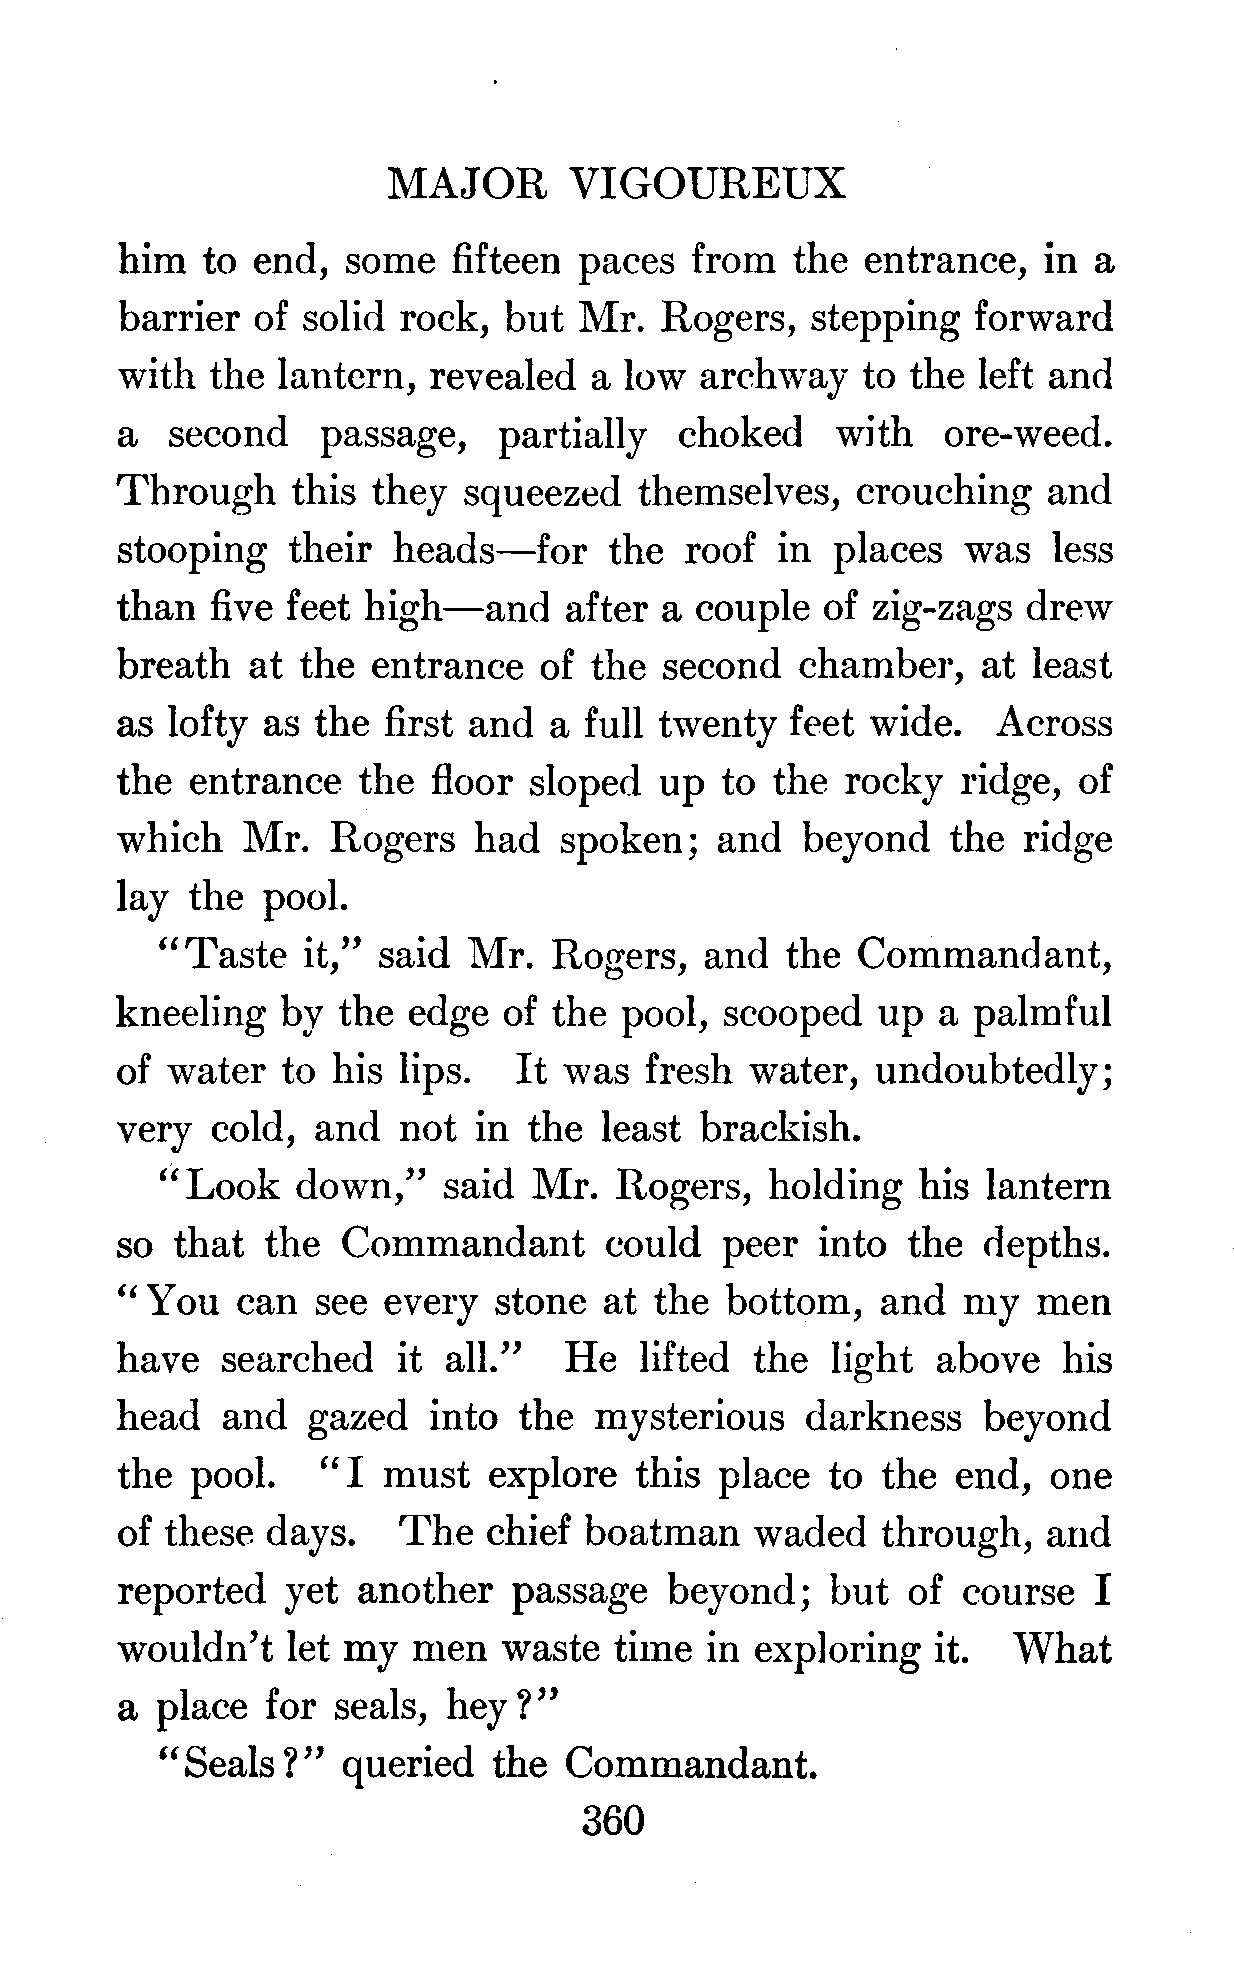 MAJOR VIGOUREUX
him to end, some fifteen paces from the entrance, in a
barrier of solid rock, but Mr. Rogers, stepping forward
with the lantern, revealed a low archway to the left and
a second passage, partially choked with ore-weed.
Through this they squeezed themselves, crouching and
stooping their heads—for the roof in places was less
than five feet high—and after a couple of zig-zags drew
breath at the entrance of the second chamber, at least
as lofty as the first and a full twenty feet wide. Across
the entrance the floor sloped up to the rocky ridge, of
which Mr. Rogers had spoken; and beyond the ridge
lay the pool.
"Taste it," said Mr. Rogers, and the Commandant,
kneeling by the edge of the pool, scooped up a palmful
of water to his lips. It was fresh water, undoubtedly;
very cold, and not in the least brackish.
"Look down," said Mr. Rogers, holding his lantern
so that the Commandant could peer into the depths.
"You can see every stone at the bottom, and my men
have searched it all." He lifted the light above his
head and gazed into the mysterious darkness beyond
the pool. "I must explore this place to the end, one
of these days. The chief boatman waded through, and
reported yet another passage beyond; but of course I
wouldn't let my men waste time in exploring it. What
a place for seals, hey?"
"Seals?" queried the Commandant.
360